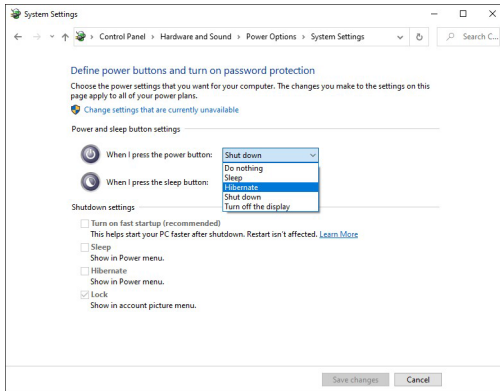 System Settings
Control Panel > Hardware and Sound > Power Options > System Settings
Search C...
Define power buttons and turn on password protection
Choose the power settings that you want for your computer. The changes you make to the settings on this
page apply to all of your power plans.
Change settings that are currently unavailable
Power and sleep button settings
When I press the power button: Shut down
Do nothing
Sleep
When I press the sleep button: Hibernate
Shut down
Turn off the display
Shutdown settings
Turn on fast startup (recommended)
This helps start your PC faster after shutdown. Restart isn't affected. Learn More
Sleep
Show in Power menu.
Hibernate
Show in Power menu.
Lock
Show in account picture menu.
Save changes Cancel